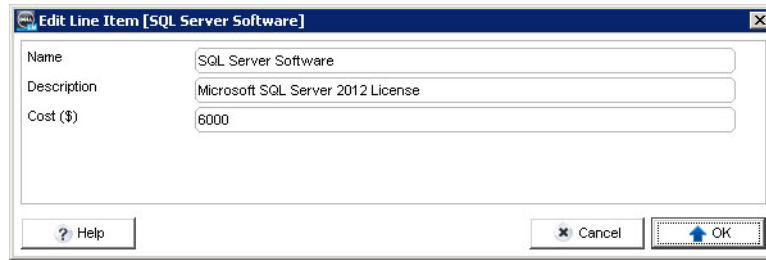 Edit Line Item [SQL Server Software]
Name
SQL Server Software
Description
Microsoft SQL Server 2012 License
Cost ($)
6000
Help
Cancel
OK